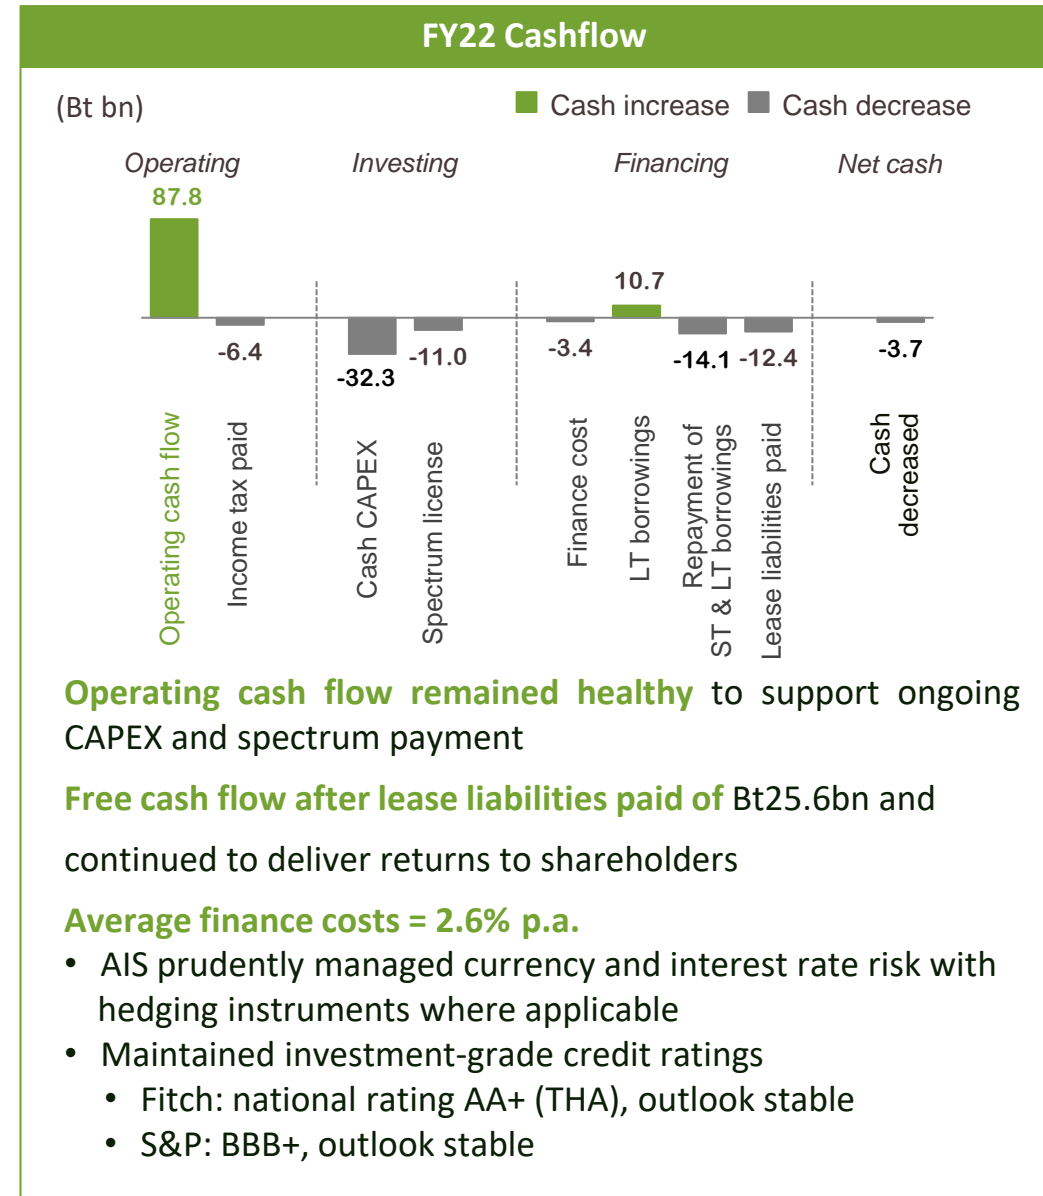 FY22 Cashflow
(Bt bn)
Cash increase
Cash decrease
Operating
Investing
Financing
Net cash
87.8
-6.4
-32.3
-11.0
-3.4
10.7
-14.1
-12.4
-3.7
Operating cash flow
Income tax paid
Cash CAPEX
Spectrum license
Finance cost
LT borrowings
Repayment of
ST & LT borrowings
Lease liabilities paid
Cash
decreased
Operating cash flow remained healthy to support ongoing
CAPEX and spectrum payment
Free cash flow after lease liabilities paid of Bt25.6bn and
continued to deliver returns to shareholders
Average finance costs = 2.6% p.a.
• AIS prudently managed currency and interest rate risk with
hedging instruments where applicable
• Maintained investment-grade credit ratings
• Fitch: national rating AA+ (THA), outlook stable
• S&P: BBB+, outlook stable